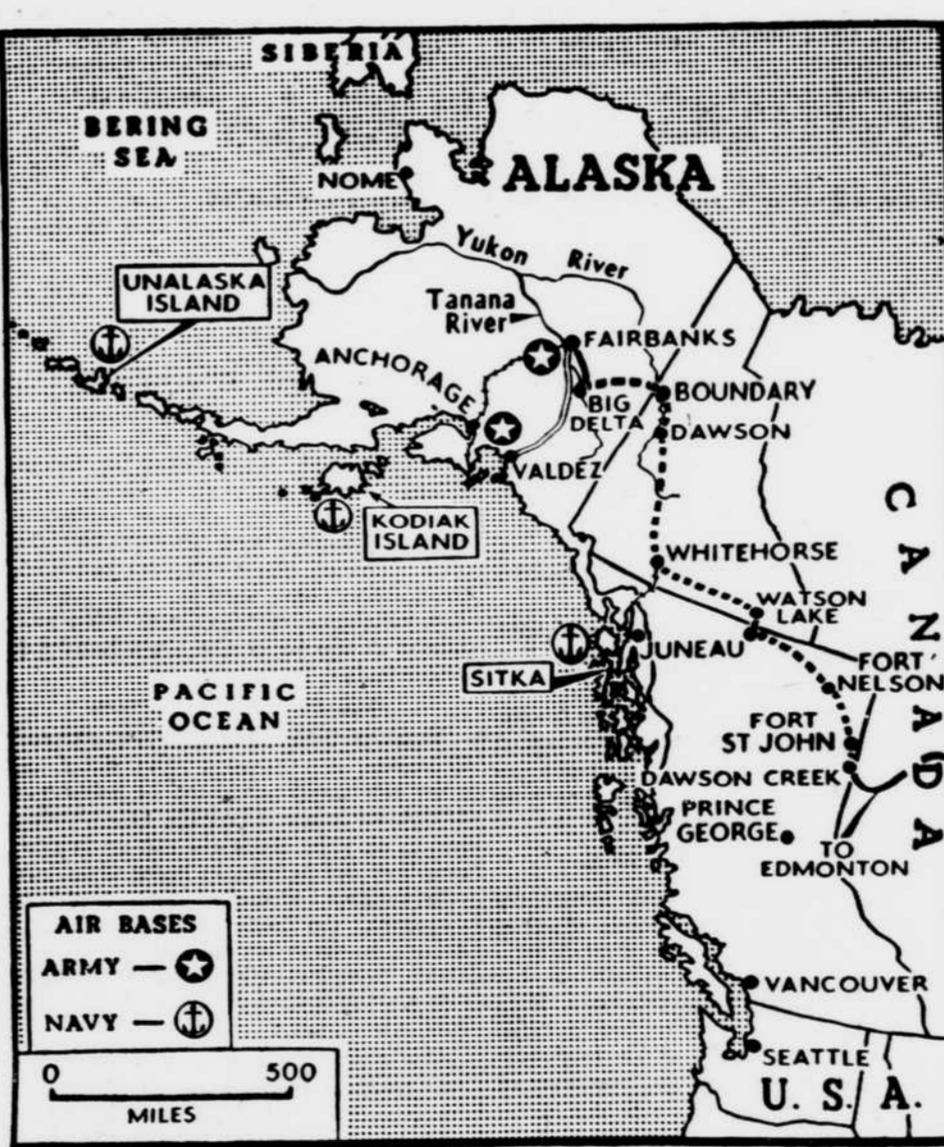 SIBERIA
BERING
SEA
NOME
ALASKA
Yukon River
UNALASKA
ISLAND
Tanana
River
FAIRBANKS
ANCHORAGE
BIG
DELTA
BOUNDARY
DAWSON
VALDEZ
KODIAK
ISLAND
CANADA
WHITEHORSE
WATSON
LAKE
JUNEAU
SITKA
FORT
NELSON
PACIFIC
OCEAN
FORT
ST JOHN
DAWSON CREEK
PRINCE
GEORGE
TO
EDMONTON
AIR BASES
ARMY —
NAVY —
VANCOUVER
SEATTLE
U. S. A.
0 500
MILES